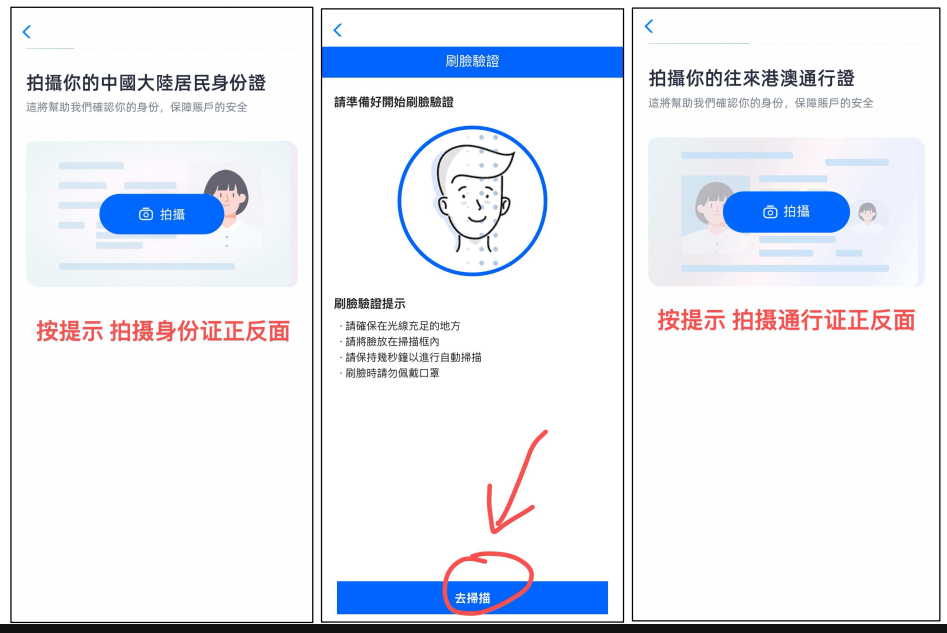 拍攝你的中國大陸居民身份證
這將幫助我們確認你的身份，保障賬戶的安全
拍攝
按提示 拍摄身份证正反面
刷臉驗證
請準備好開始刷臉驗證
刷臉驗證提示
· 請確保在光線充足的地方
· 請將臉放在掃描框內
· 請保持幾秒鐘以進行自動掃描
· 刷臉時請勿佩戴口罩
去掃描
拍攝你的往來港澳通行證
這將幫助我們確認你的身份，保障賬戶的安全
拍攝
按提示 拍摄通行证正反面